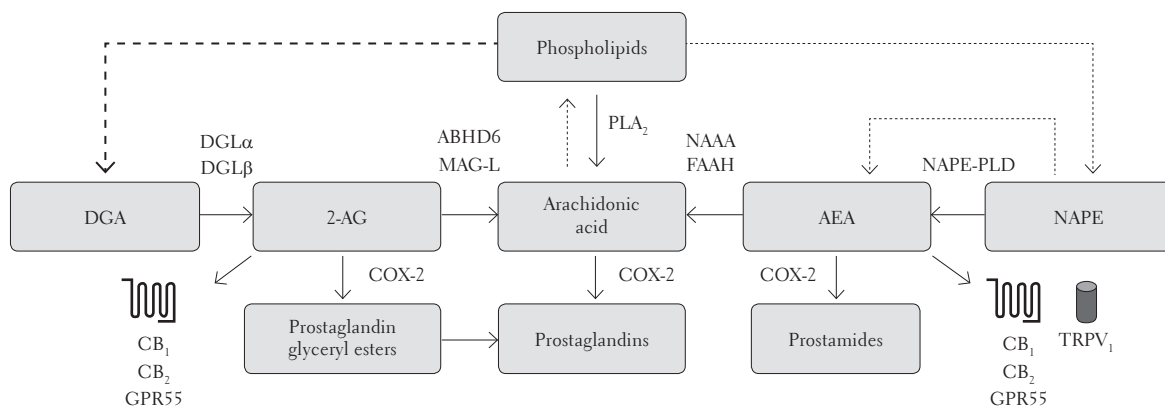 Phospholipids
DGLα
DGLβ
ABHD6
MAG-L
PLA₂
NAAA
FAAH
NAPE-PLD
DGA
2-AG
Arachidonic
acid
AEA
NAPE
COX-2
COX-2
COX-2
Prostaglandin
glyceryl esters
Prostaglandins
Prostamides
CB₁
CB₂
GPR55
CB₁
CB₂
GPR55
TRPV₁